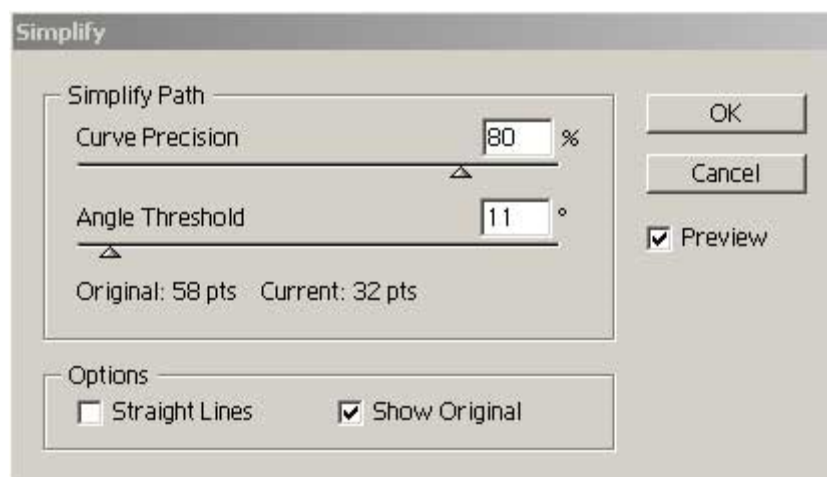 Simplify
Simplify Path
Curve Precision 80 %
Angle Threshold 11 °
Original: 58 pts Current: 32 pts
Options
Straight Lines Show Original
OK
Cancel
Preview